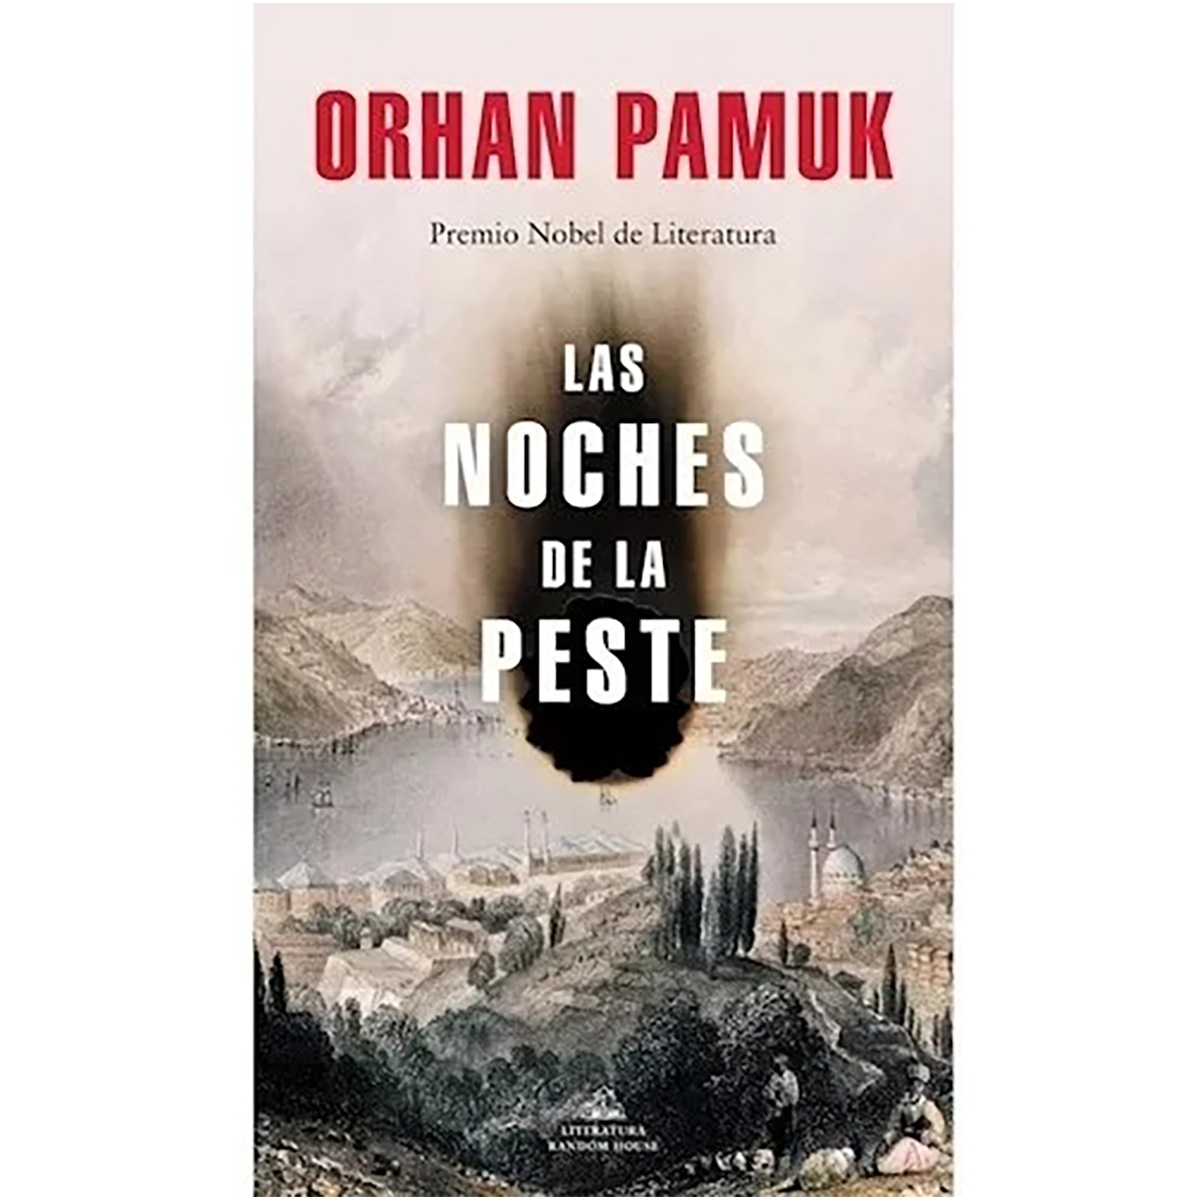 ORHAN PAMUK
Premio Nobel de Literatura
LAS
NOCHES
DE LA
PESTE
LITERATURA
RANDOM HOUSE